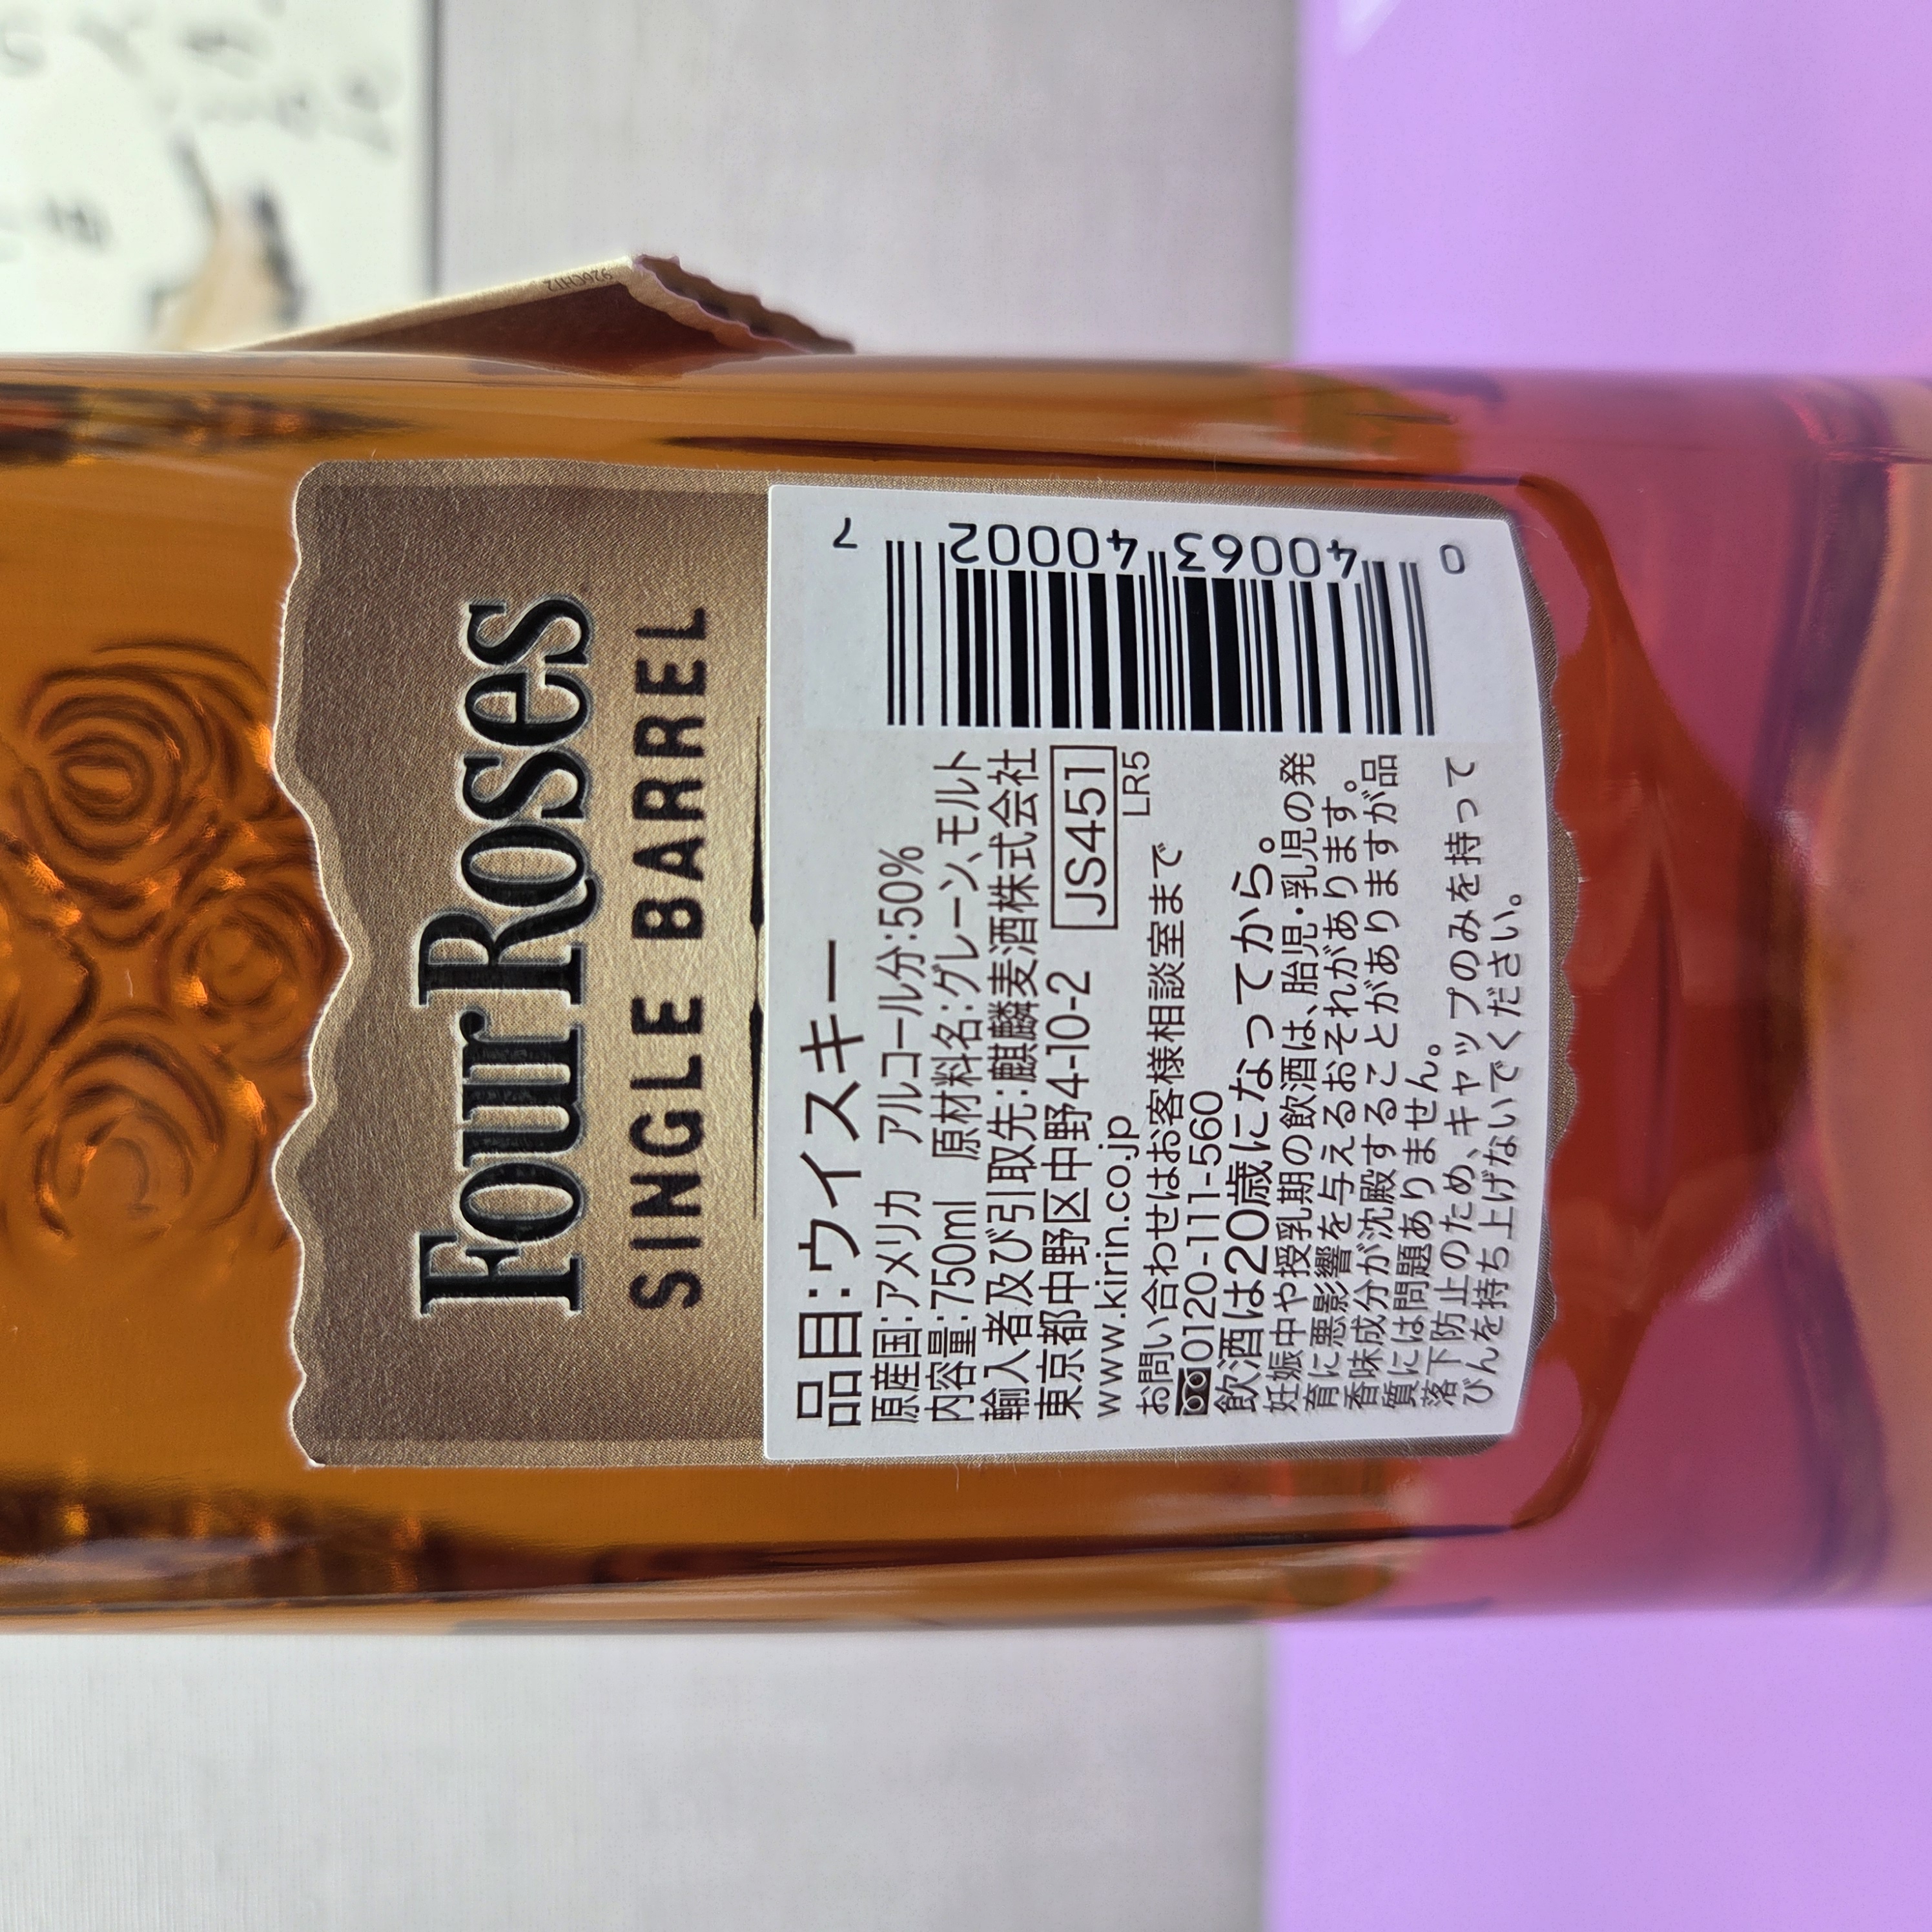 Four Roses
SINGLE BARREL
品目:ウイスキー
原産国:アメリカ アルコール分:50%
内容量:750ml 原材料名:グレーン、モルト
輸入者及び引取先:麒麟麦酒株式会社
東京都中野区中野4-10-2 JS451
www.kirin.co.jp LR5
お問い合わせはお客様相談室まで
0120-111-560
飲酒は20歳になってから。
妊娠中や授乳期の飲酒は、胎児・乳児の発
育に悪影響を与えるおそれがあります。
香味成分が沈殿することがありますが品
質には問題ありません。
落下防止のため、キャップのみを持って
びんを持ち上げないでください。
0 40063 40002 7
926CH12